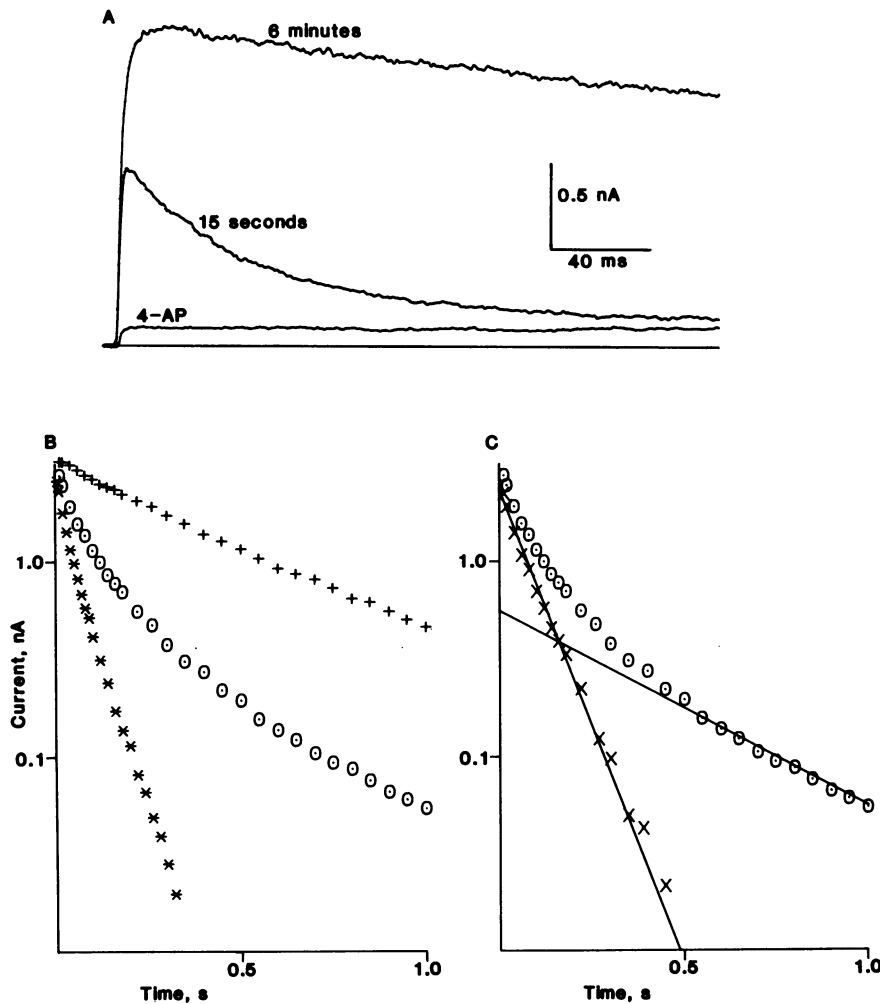 A
6 minutes
15 seconds
0.5 nA
40 ms
4-AP
B
C
Current, nA
1.0
0.1
0.5
1.0
Time, s
1.0
0.1
0.5
1.0
Time, s